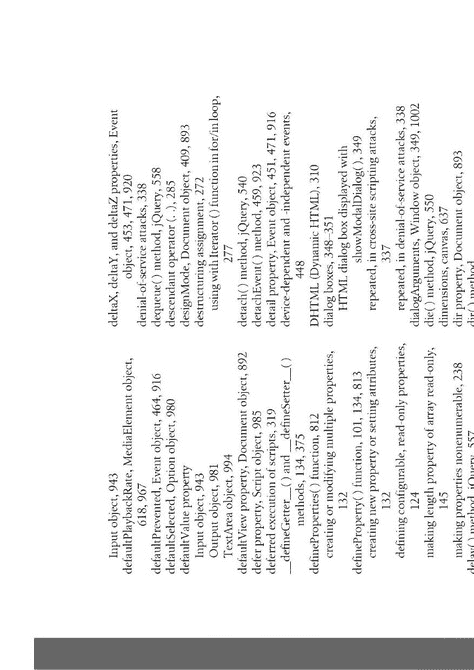 Input object, 943
defaultPlaybackRate, MediaElement object,
618, 967
defaultPrevented, Event object, 464, 916
defaultSelected, Option object, 980
defaultValue property
Input object, 943
Output object, 981
TextArea object, 994
defaultView property, Document object, 892
defer property, Script object, 985
deferred execution of scripts, 319
__defineGetter__() and __defineSetter__()
methods, 134, 375
defineProperties() function, 812
creating or modifying multiple properties,
132
defineProperty() function, 101, 134, 813
creating new property or setting attributes,
132
defining configurable, read-only properties,
124
making length property of array read-only,
145
making properties nonenumerable, 238
delay() method, jQuery, 557
deltaX, deltaY, and deltaZ properties, Event
object, 453, 471, 920
denial-of-service attacks, 338
dequeue() method, jQuery, 558
descendant operator (..), 285
designMode, Document object, 409, 893
destructuring assignment, 272
using with Iterator () function in for/in loop,
277
detach() method, jQuery, 540
detachEvent() method, 459, 923
detail property, Event object, 451, 471, 916
device-dependent and -independent events,
448
DHTML (Dynamic HTML), 310
dialog boxes, 348–351
HTML dialog box displayed with
showModalDialog(), 349
repeated, in cross-site scripting attacks,
337
repeated, in denial-of-service attacks, 338
dialogArguments, Window object, 349, 1002
die() method, jQuery, 550
dimensions, canvas, 637
dir property, Document object, 893
dir() method